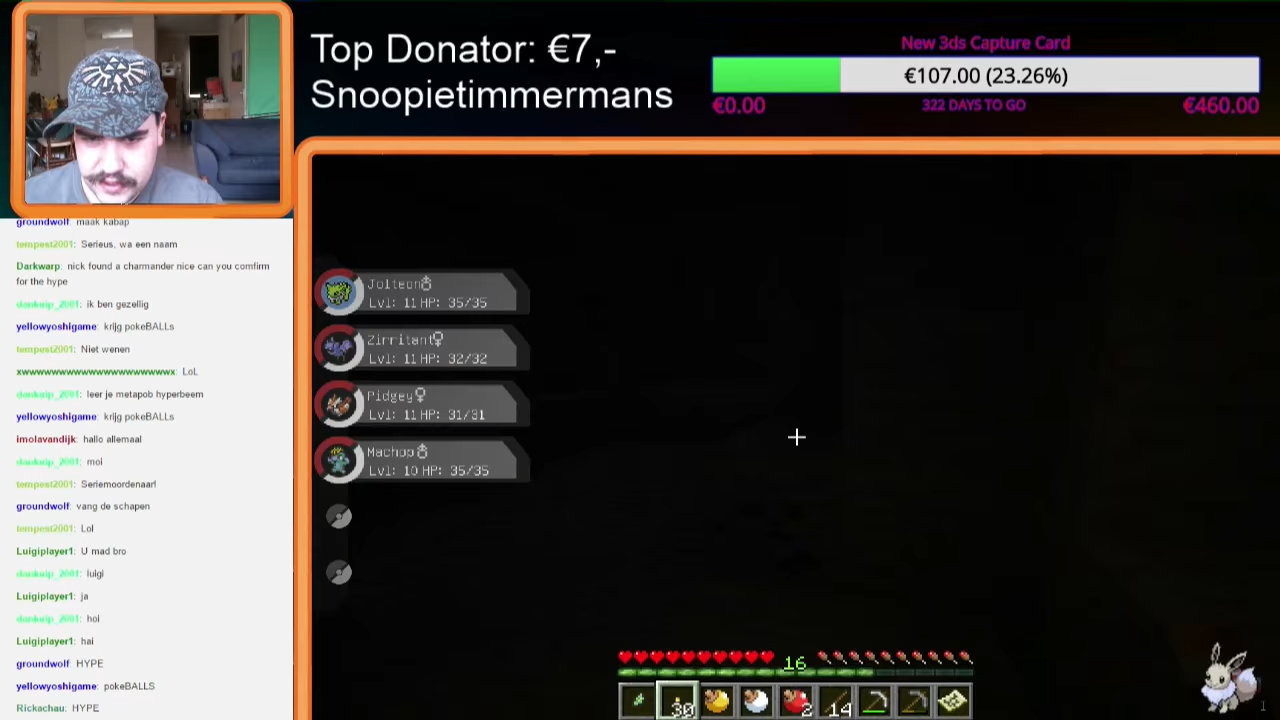 Top Donator: €7,-
Snoopietimmermans
New 3ds Capture Card
€107.00 (23.26%)
€0.00
322 DAYS TO GO
€460.00
groundwolf: maak kabap
tempest2001: Serieus, wa een naam
Darkwarp: nick found a charmander nice can you comfirm
for the hype
dankuip_2001: ik ben gezellig
yellowyoshigame: krijg pokeBALLs
tempest2001: Niet wenen
xwwwwwwwwwwwwwwwwwwwwwwx: LoL
dankuip_2001: leer je metapob hyperbeem
yellowyoshigame: krijg pokeBALLs
imolavandijk: hallo allemaal
dankuip_2001: moi
tempest2001: Seriemoordenaar!
groundwolf: vang de schapen
tempest2001: Lol
Luigiplayer1: U mad bro
dankuip_2001: luigi
Luigiplayer1: ja
dankuip_2001: hoi
Luigiplayer1: hai
groundwolf: HYPE
yellowyoshigame: pokeBALLS
Rickachau: HYPE
Jolteon♂
Lvl: 11 HP: 35/35
Zirritant♀
Lvl: 11 HP: 32/32
Pidgey♀
Lvl: 11 HP: 31/31
Machop♂
Lvl: 10 HP: 35/35
16
30
2
14
1